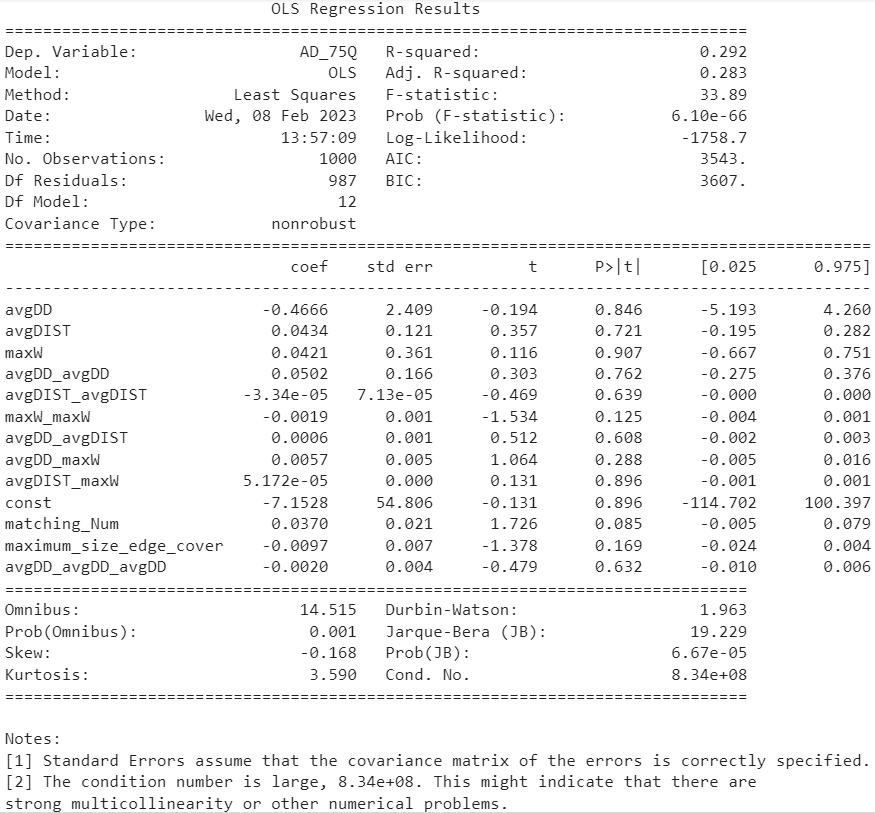 OLS Regression Results
==============================================================================
Dep. Variable: AD_75Q R-squared: 0.292
Model: OLS Adj. R-squared: 0.283
Method: Least Squares F-statistic: 33.89
Date: Wed, 08 Feb 2023 Prob (F-statistic): 6.10e-66
Time: 13:57:09 Log-Likelihood: -1758.7
No. Observations: 1000 AIC: 3543.
Df Residuals: 987 BIC: 3607.
Df Model: 12
Covariance Type: nonrobust
===========================================================================================
coef std err t P>|t| [0.025 0.975]
-------------------------------------------------------------------------------------------
avgDD -0.4666 2.409 -0.194 0.846 -5.193 4.260
avgDIST 0.0434 0.121 0.357 0.721 -0.195 0.282
maxW 0.0421 0.361 0.116 0.907 -0.667 0.751
avgDD_avgDD 0.0502 0.166 0.303 0.762 -0.275 0.376
avgDIST_avgDIST -3.34e-05 7.13e-05 -0.469 0.639 -0.000 0.000
maxW_maxW -0.0019 0.001 -1.534 0.125 -0.004 0.001
avgDD_avgDIST 0.0006 0.001 0.512 0.608 -0.002 0.003
avgDD_maxW 0.0057 0.005 1.064 0.288 -0.005 0.016
avgDIST_maxW 5.172e-05 0.000 0.131 0.896 -0.001 0.001
const -7.1528 54.806 -0.131 0.896 -114.702 100.397
matching_Num 0.0370 0.021 1.726 0.085 -0.005 0.079
maximum_size_edge_cover -0.0097 0.007 -1.378 0.169 -0.024 0.004
avgDD_avgDD_avgDD -0.0020 0.004 -0.479 0.632 -0.010 0.006
==============================================================================
Omnibus: 14.515 Durbin-Watson: 1.963
Prob(Omnibus): 0.001 Jarque-Bera (JB): 19.229
Skew: -0.168 Prob(JB): 6.67e-05
Kurtosis: 3.590 Cond. No. 8.34e+08
==============================================================================
Notes:
[1] Standard Errors assume that the covariance matrix of the errors is correctly specified.
[2] The condition number is large, 8.34e+08. This might indicate that there are
strong multicollinearity or other numerical problems.